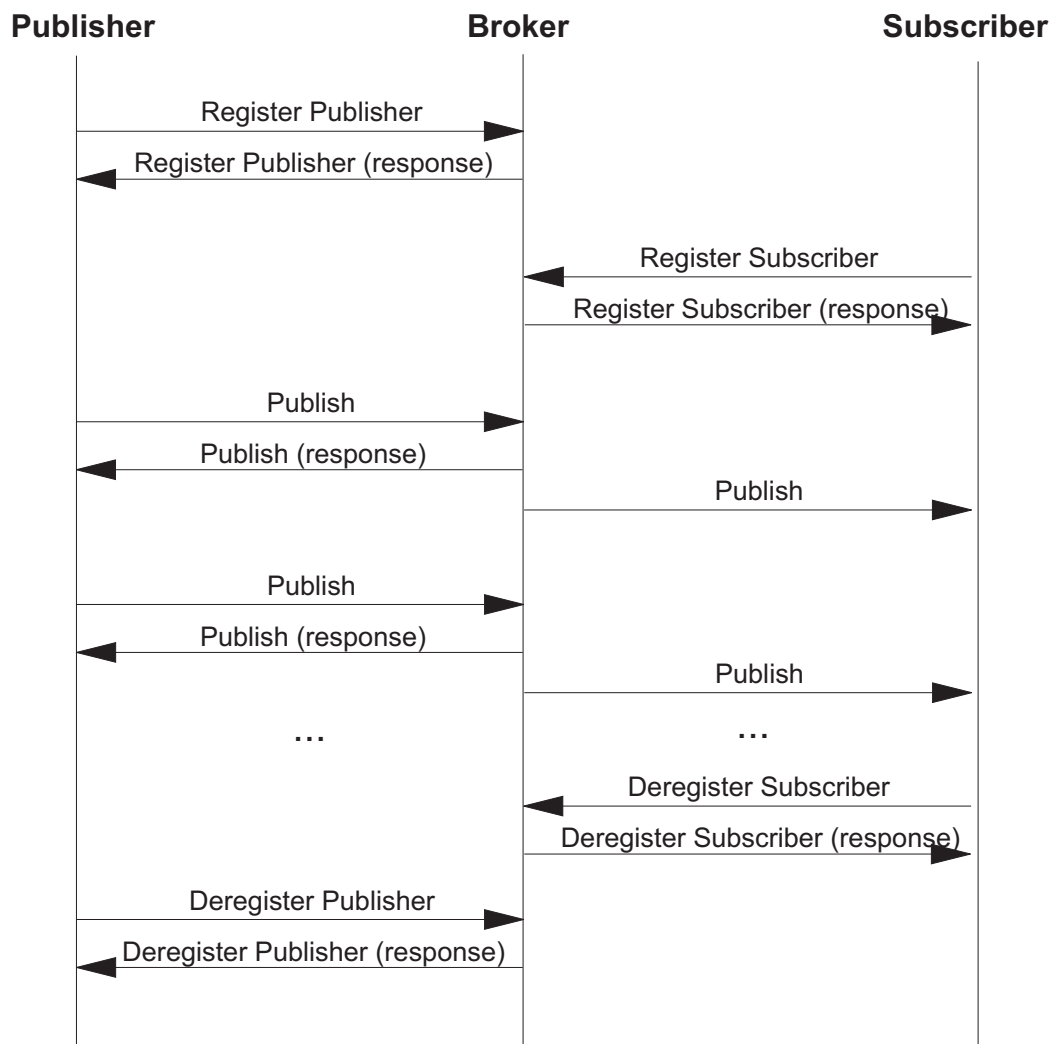 Publisher
Broker
Subscriber
Register Publisher
Register Publisher (response)
Register Subscriber
Register Subscriber (response)
Publish
Publish (response)
Publish
Publish
Publish (response)
Publish
...
...
Deregister Subscriber
Deregister Subscriber (response)
Deregister Publisher
Deregister Publisher (response)